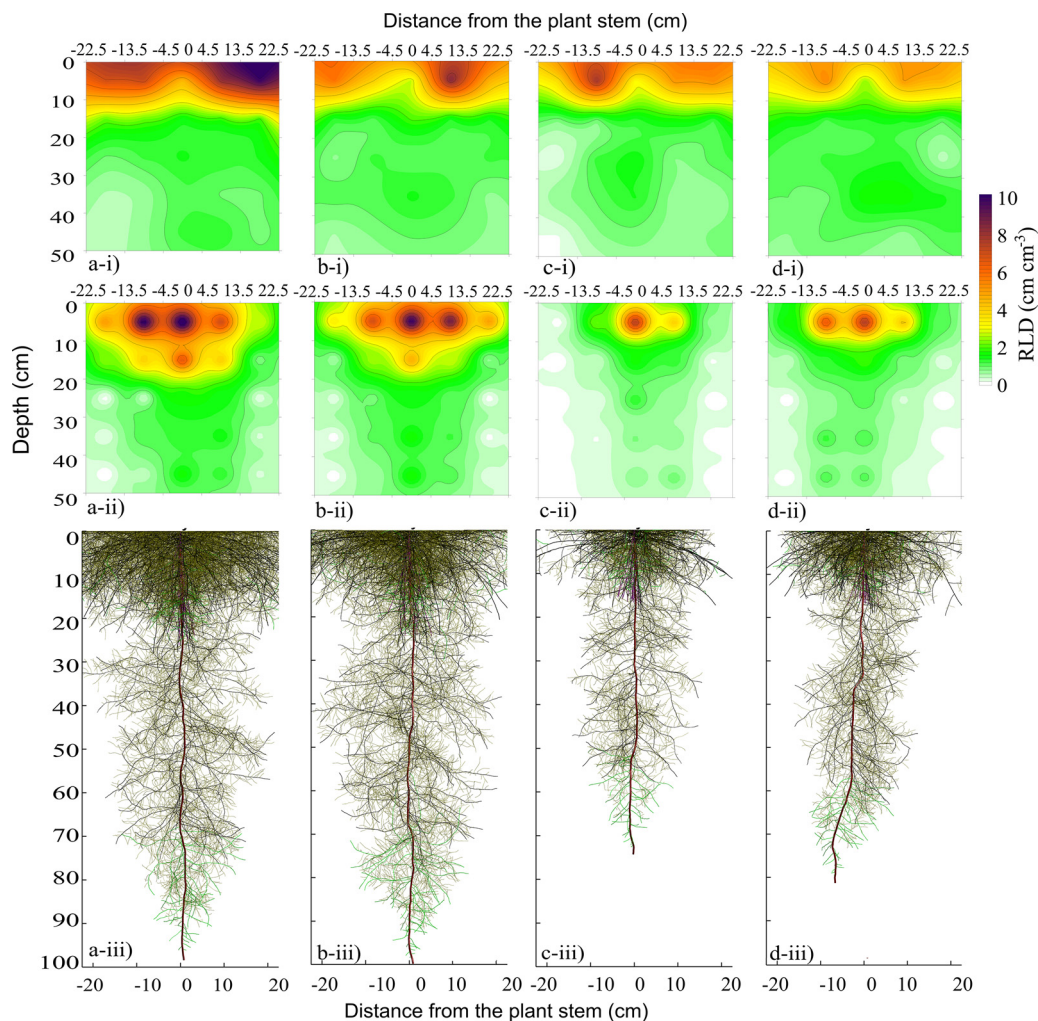 Distance from the plant stem (cm)
-22.5 -13.5 -4.5 0 4.5 13.5 22.5 -22.5 -13.5 -4.5 0 4.5 13.5 22.5 -22.5 -13.5 -4.5 0 4.5 13.5 22.5 -22.5 -13.5 -4.5 0 4.5 13.5 22.5
0
10
20
30
40
50
a-i) b-i) c-i) d-i)
-22.5 -13.5 -4.5 0 4.5 13.5 22.5 -22.5 -13.5 -4.5 0 4.5 13.5 22.5 -22.5 -13.5 -4.5 0 4.5 13.5 22.5 -22.5 -13.5 -4.5 0 4.5 13.5 22.5
0
10
20
30
40
50
a-ii) b-ii) c-ii) d-ii)
Depth (cm)
10
8
6
4
2
0
RLD (cm cm⁻³)
0
10
20
30
40
50
60
70
80
90
100
a-iii) b-iii) c-iii) d-iii)
-20 -10 0 10 20 -20 -10 0 10 20 -20 -10 0 10 20 -20 -10 0 10 20
Distance from the plant stem (cm)